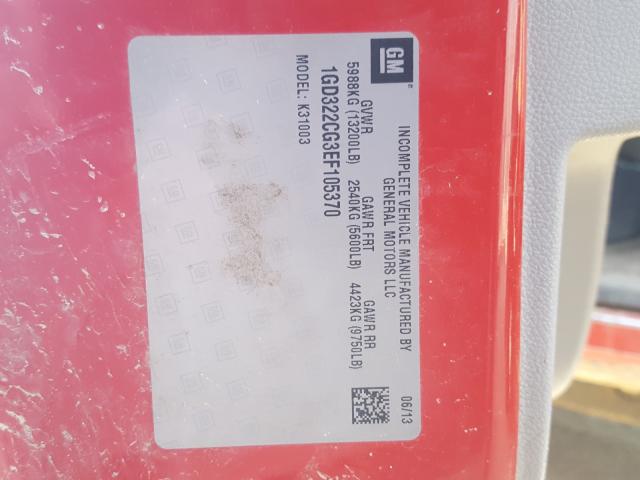 GM
INCOMPLETE VEHICLE MANUFACTURED BY
GENERAL MOTORS LLC
06/13
GVWR GAWR FRT GAWR RR
5988KG (13200LB) 2540KG (5600LB) 4423KG (9750LB)
1GD322CG3EF105370
MODEL: K31003